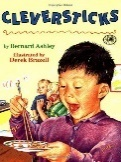 CLEVERSTICKS
by Bernard Ashley
Illustrated by
Derek Brazell